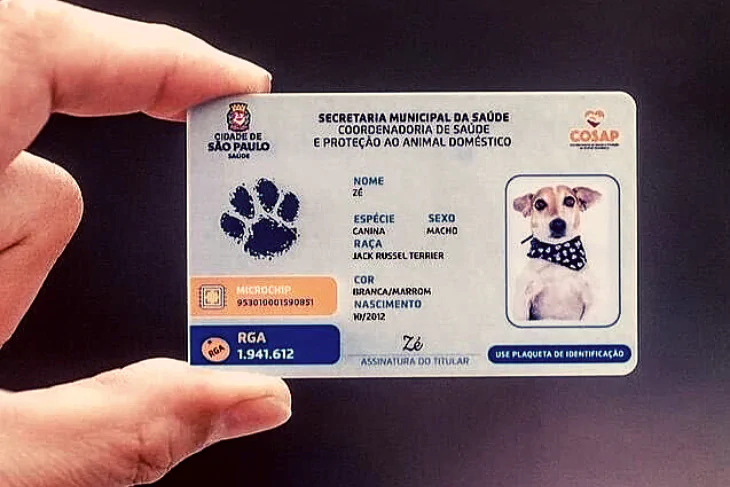 CIDADE DE
SÃO PAULO
SAÚDE
SECRETARIA MUNICIPAL DA SAÚDE
COORDENADORIA DE SAÚDE
E PROTEÇÃO AO ANIMAL DOMÉSTICO
COSAP
NOME
ZÉ
ESPÉCIE SEXO
CANINA MACHO
RAÇA
JACK RUSSEL TERRIER
COR
BRANCA/MARROM
NASCIMENTO
10/2012
MICROCHIP
953010001590851
RGA
RGA
1.941.612
Zé
ASSINATURA DO TITULAR
USE PLAQUETA DE IDENTIFICAÇÃO